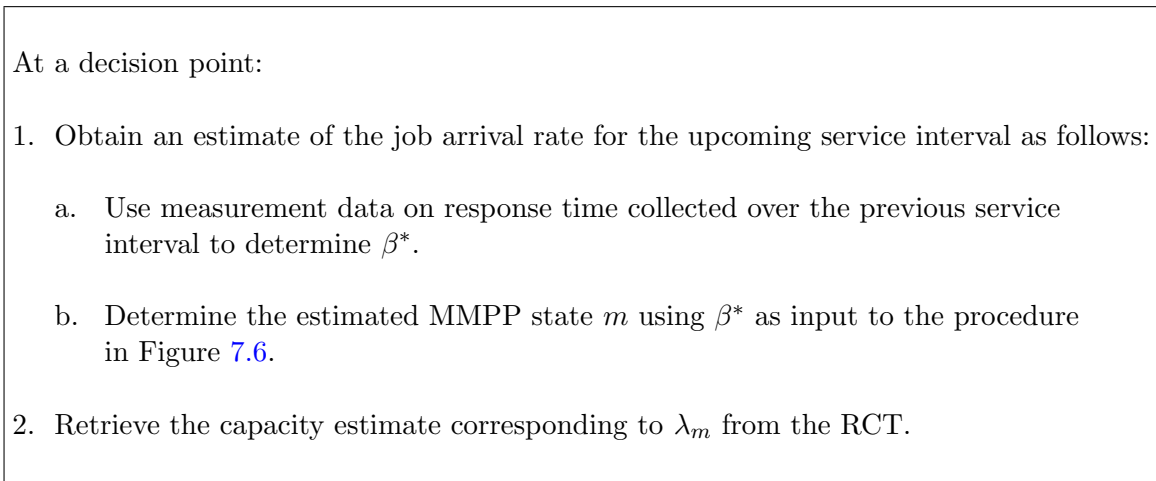 At a decision point:
1. Obtain an estimate of the job arrival rate for the upcoming service interval as follows:
a. Use measurement data on response time collected over the previous service
interval to determine β*.
b. Determine the estimated MMPP state m using β* as input to the procedure
in Figure 7.6.
2. Retrieve the capacity estimate corresponding to λₘ from the RCT.